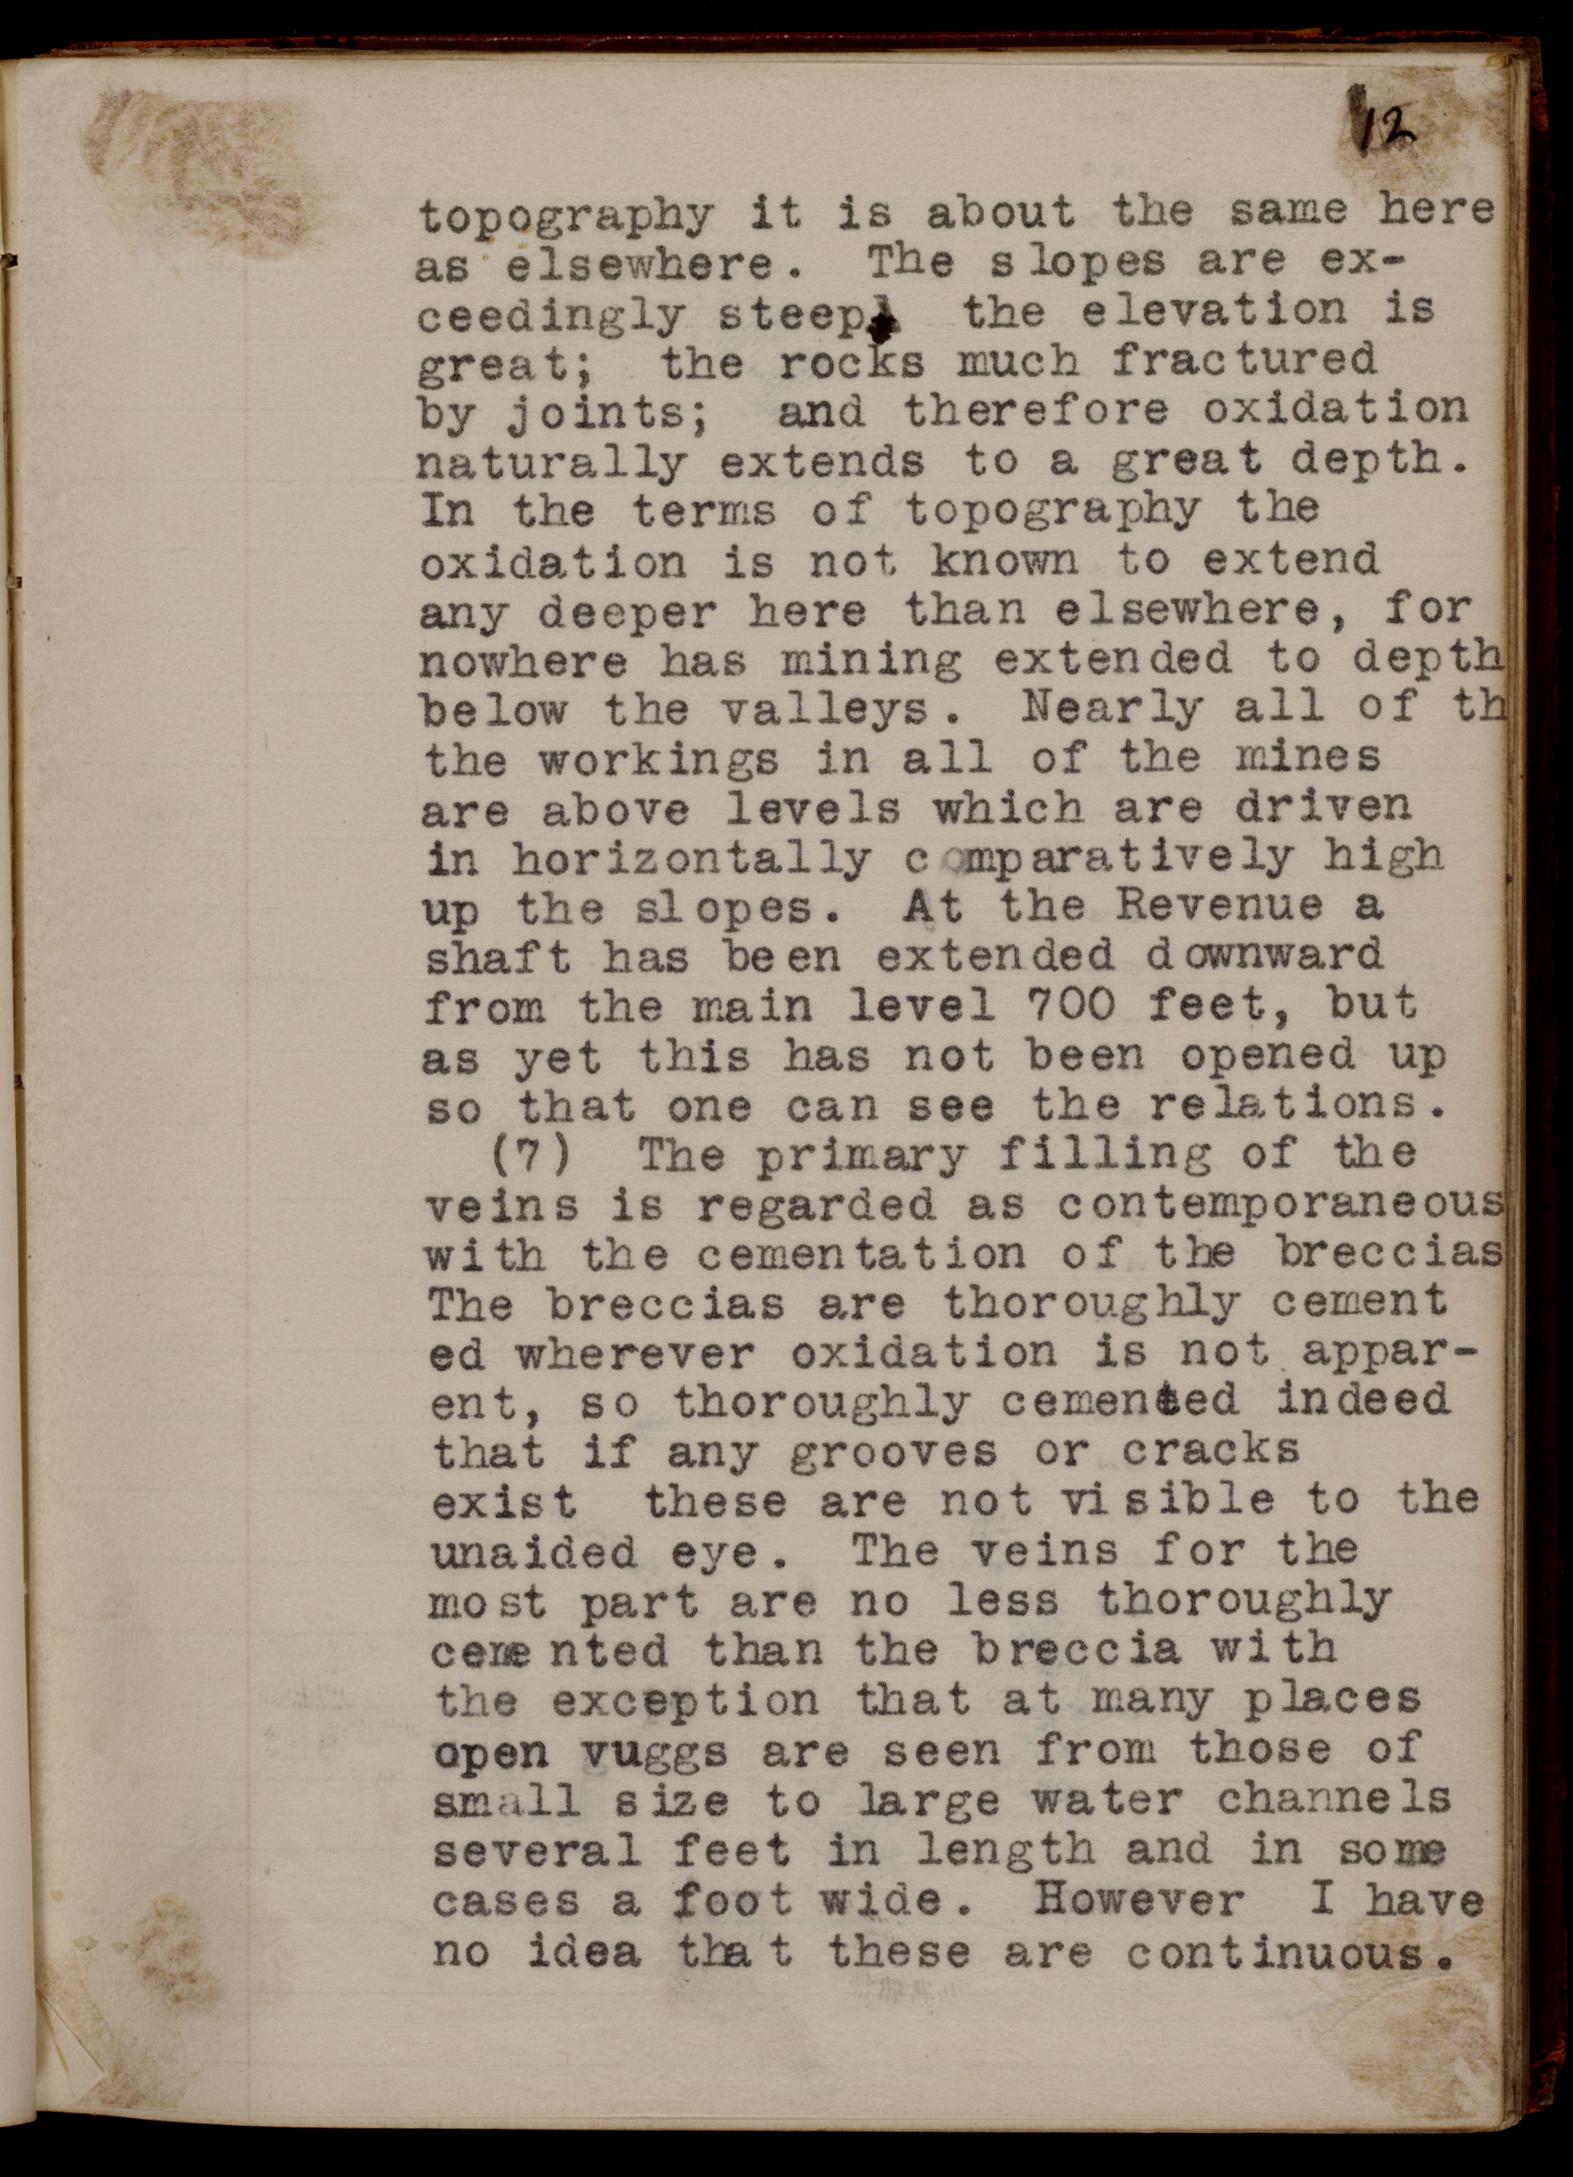 12
topography it is about the same here
as elsewhere. The slopes are ex-
ceedingly steep; the elevation is
great; the rocks much fractured
by joints; and therefore oxidation
naturally extends to a great depth.
In the terms of topography the
oxidation is not known to extend
any deeper here than elsewhere, for
nowhere has mining extended to depth
below the valleys. Nearly all of th
the workings in all of the mines
are above levels which are driven
in horizontally comparatively high
up the slopes. At the Revenue a
shaft has been extended downward
from the main level 700 feet, but
as yet this has not been opened up
so that one can see the relations.
(7) The primary filling of the
veins is regarded as contemporaneous
with the cementation of the breccias
The breccias are thoroughly cement
ed wherever oxidation is not appar-
ent, so thoroughly cemented indeed
that if any grooves or cracks
exist these are not visible to the
unaided eye. The veins for the
most part are no less thoroughly
cemented than the breccia with
the exception that at many places
open vuggs are seen from those of
small size to large water channels
several feet in length and in some
cases a foot wide. However I have
no idea that these are continuous.